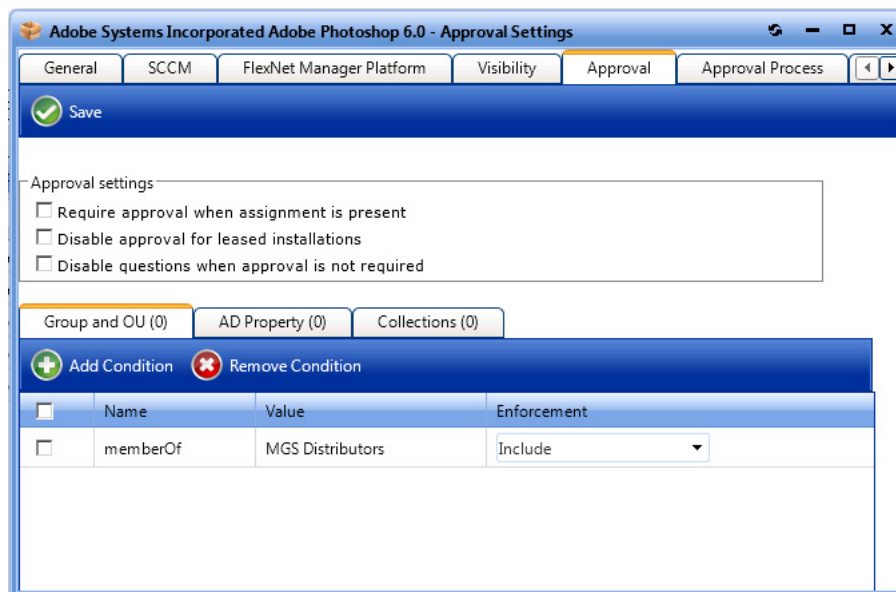 Adobe Systems Incorporated Adobe Photoshop 6.0 - Approval Settings
General SCCM FlexNet Manager Platform Visibility Approval Approval Process
Save
Approval settings
Require approval when assignment is present
Disable approval for leased installations
Disable questions when approval is not required
Group and OU (0) AD Property (0) Collections (0)
Add Condition Remove Condition
Name Value Enforcement
memberOf MGS Distributors Include